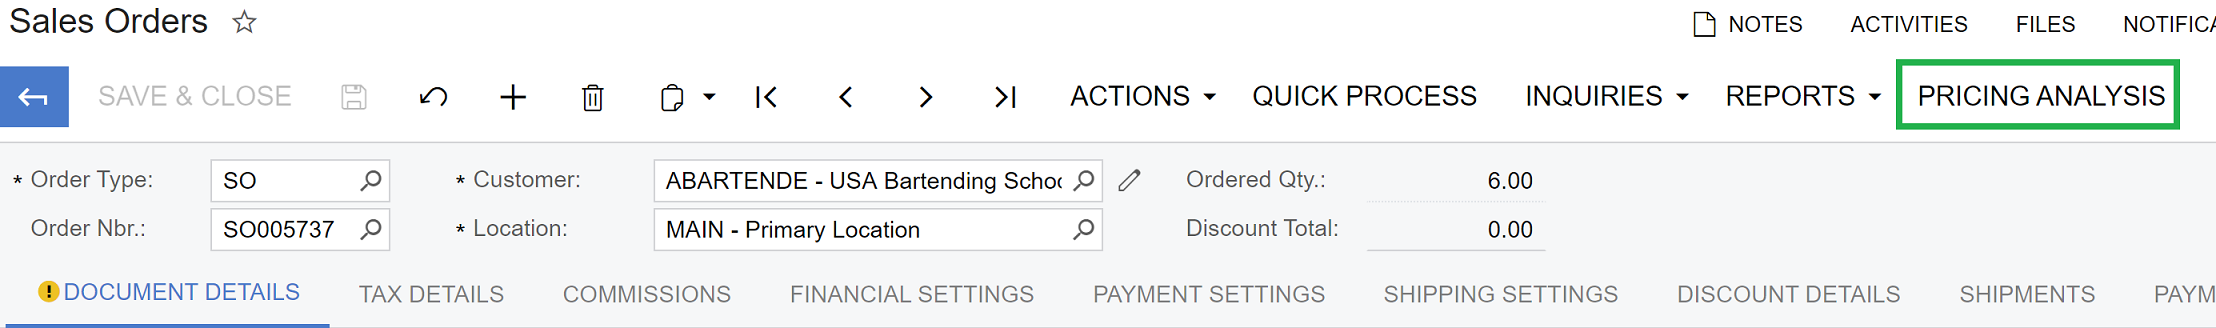 Sales Orders
NOTES ACTIVITIES FILES NOTIFICA
SAVE & CLOSE ACTIONS QUICK PROCESS INQUIRIES REPORTS PRICING ANALYSIS
* Order Type: SO * Customer: ABARTENDE - USA Bartending Schoo Ordered Qty.: 6.00
Order Nbr.: SO005737 * Location: MAIN - Primary Location Discount Total: 0.00
DOCUMENT DETAILS TAX DETAILS COMMISSIONS FINANCIAL SETTINGS PAYMENT SETTINGS SHIPPING SETTINGS DISCOUNT DETAILS SHIPMENTS PAYM